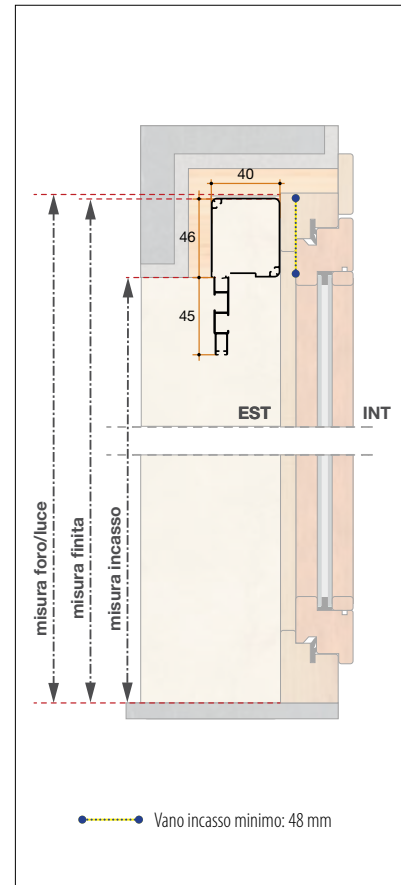 40
46
45
EST
INT
misura foro/luce
misura finita
misura incasso
Vano incasso minimo: 48 mm